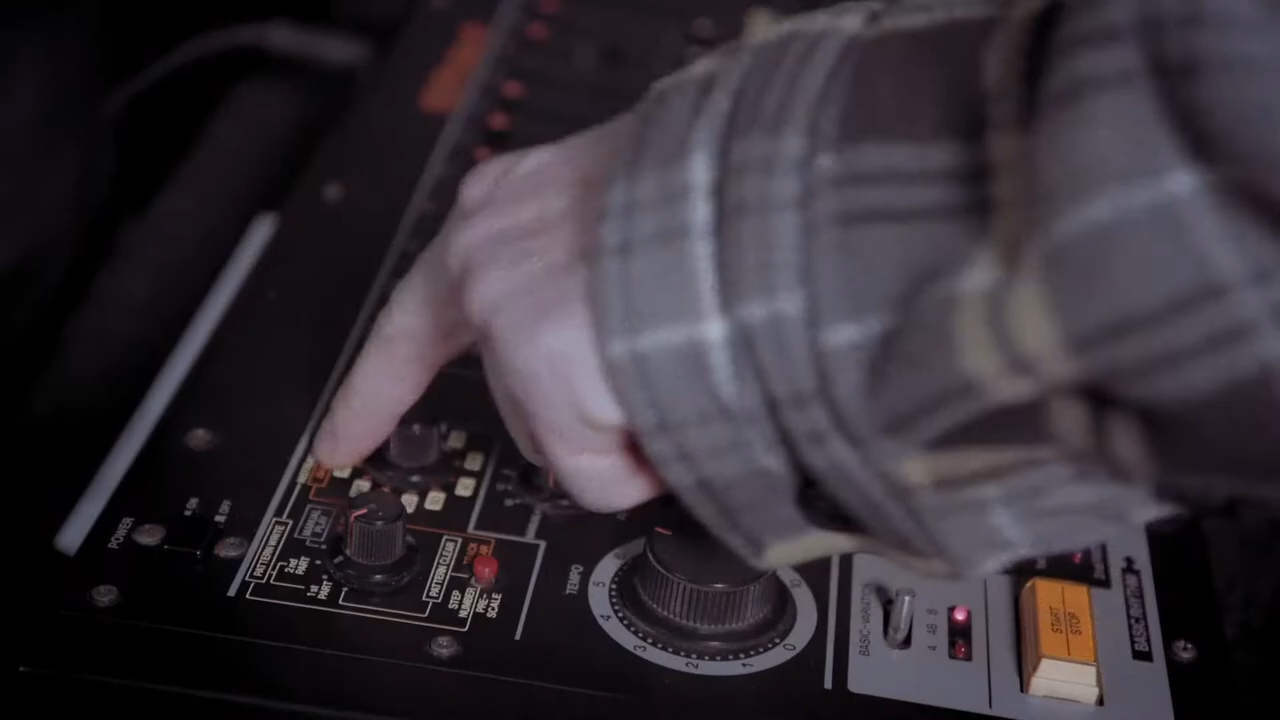 POWER
ON
OFF
PATTERN WRITE
MANUAL
PLAY
2nd
PART
1st
PART
PATTERN CLEAR
STEP
NUMBER
PRE-
SCALE
TEMPO
5
4
3
2
1
0
10
BASIC VARIATION
A AB B
START
STOP